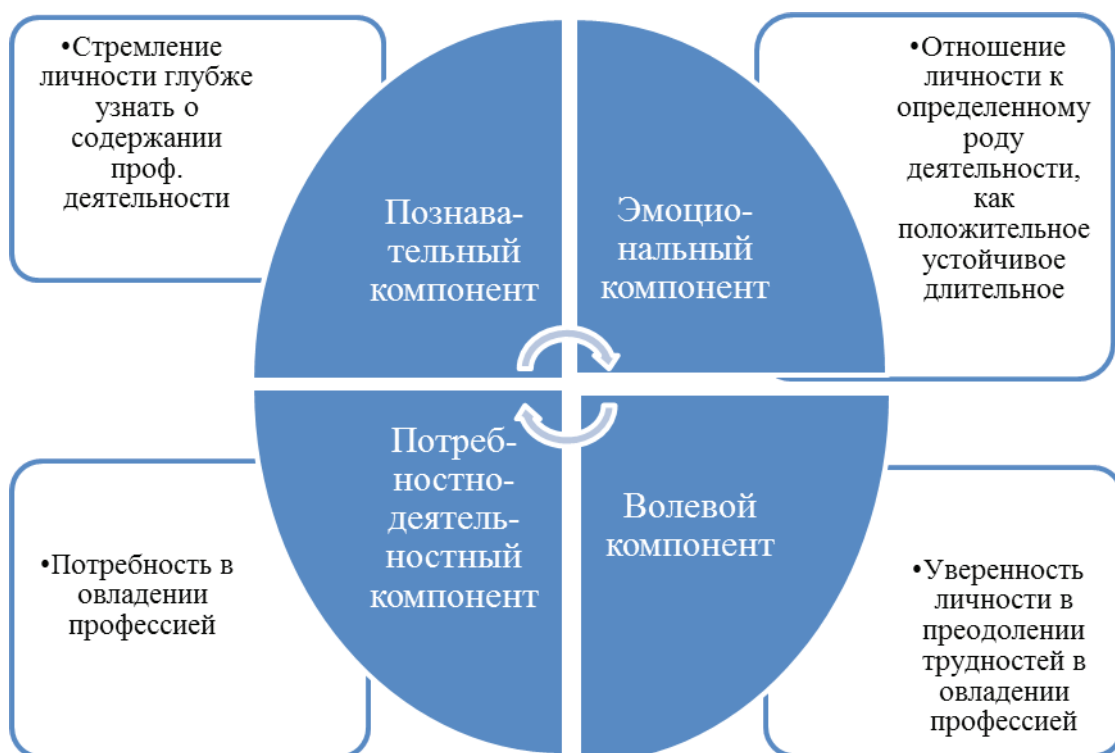 •Стремление
личности глубже
узнать о
содержании
проф.
деятельности
Познава-
тельный
компонент
Эмоцио-
нальный
компонент
•Отношение
личности к
определенному
роду
деятельности,
как
положительное
устойчивое
длительное
•Потребность в
овладении
профессией
Потреб-
ностно-
деятель-
ностный
компонент
Волевой
компонент
•Уверенность
личности в
преодолении
трудностей в
овладении
профессией